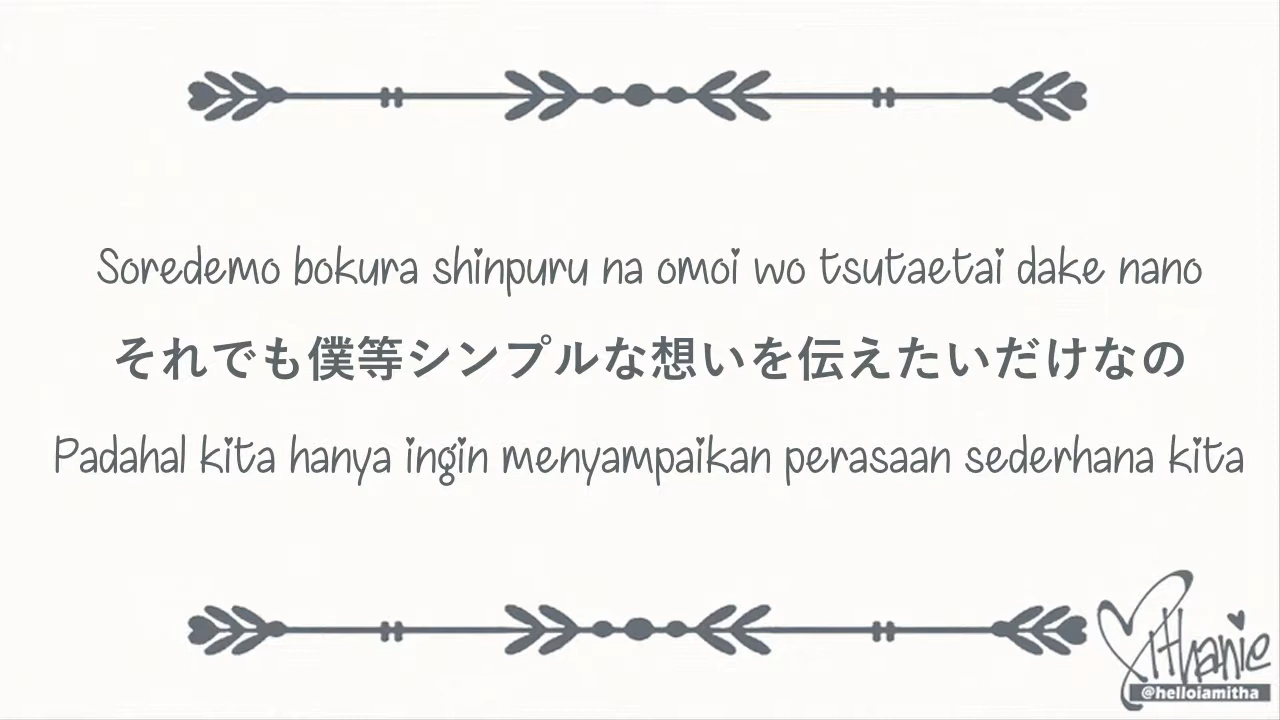 Soredemo bokura shinpuru na omoi wo tsutaetai dake nano
それでも僕等シンプルな想いを伝えたいだけなの
Padahal kita hanya ingin menyampaikan perasaan sederhana kita
Mithanie
@helloiamitha